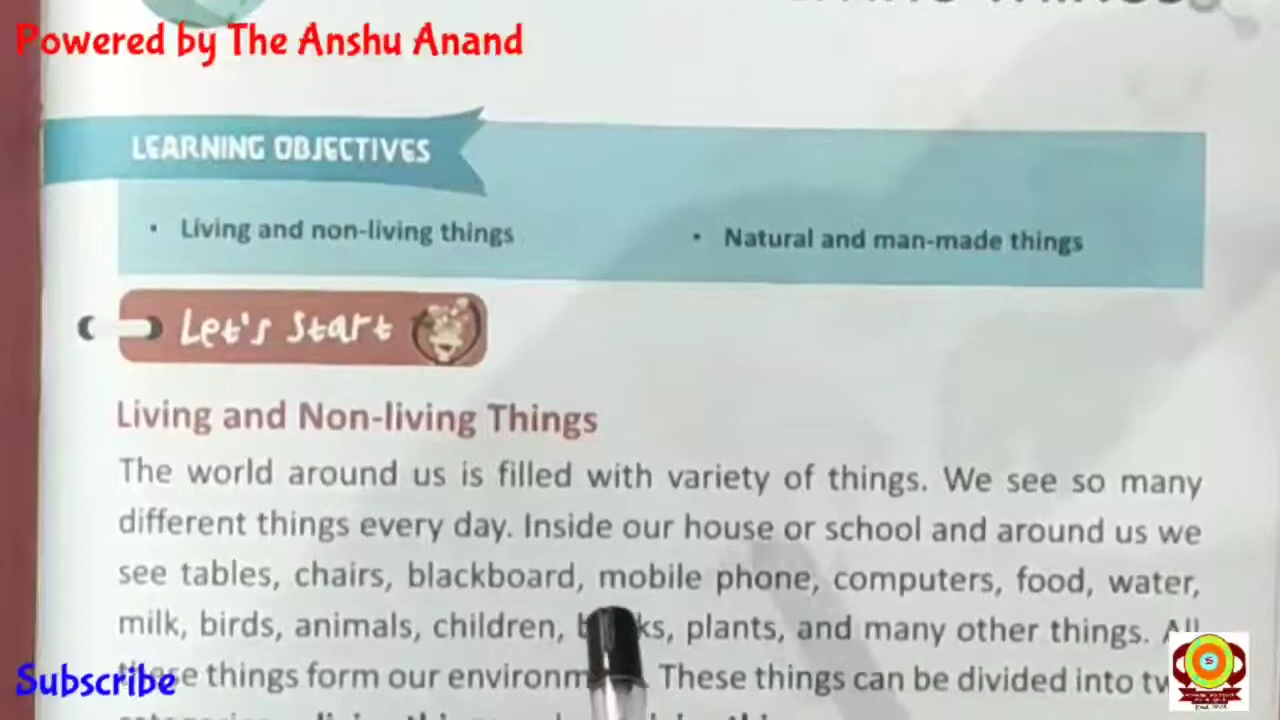 Powered by The Anshu Anand
LEARNING OBJECTIVES
• Living and non-living things
• Natural and man-made things
Let's Start
Living and Non-living Things
The world around us is filled with variety of things. We see so many
different things every day. Inside our house or school and around us we
see tables, chairs, blackboard, mobile phone, computers, food, water,
milk, birds, animals, children, plants, and many other things. All
things form our These things can be divided into
Subscribe